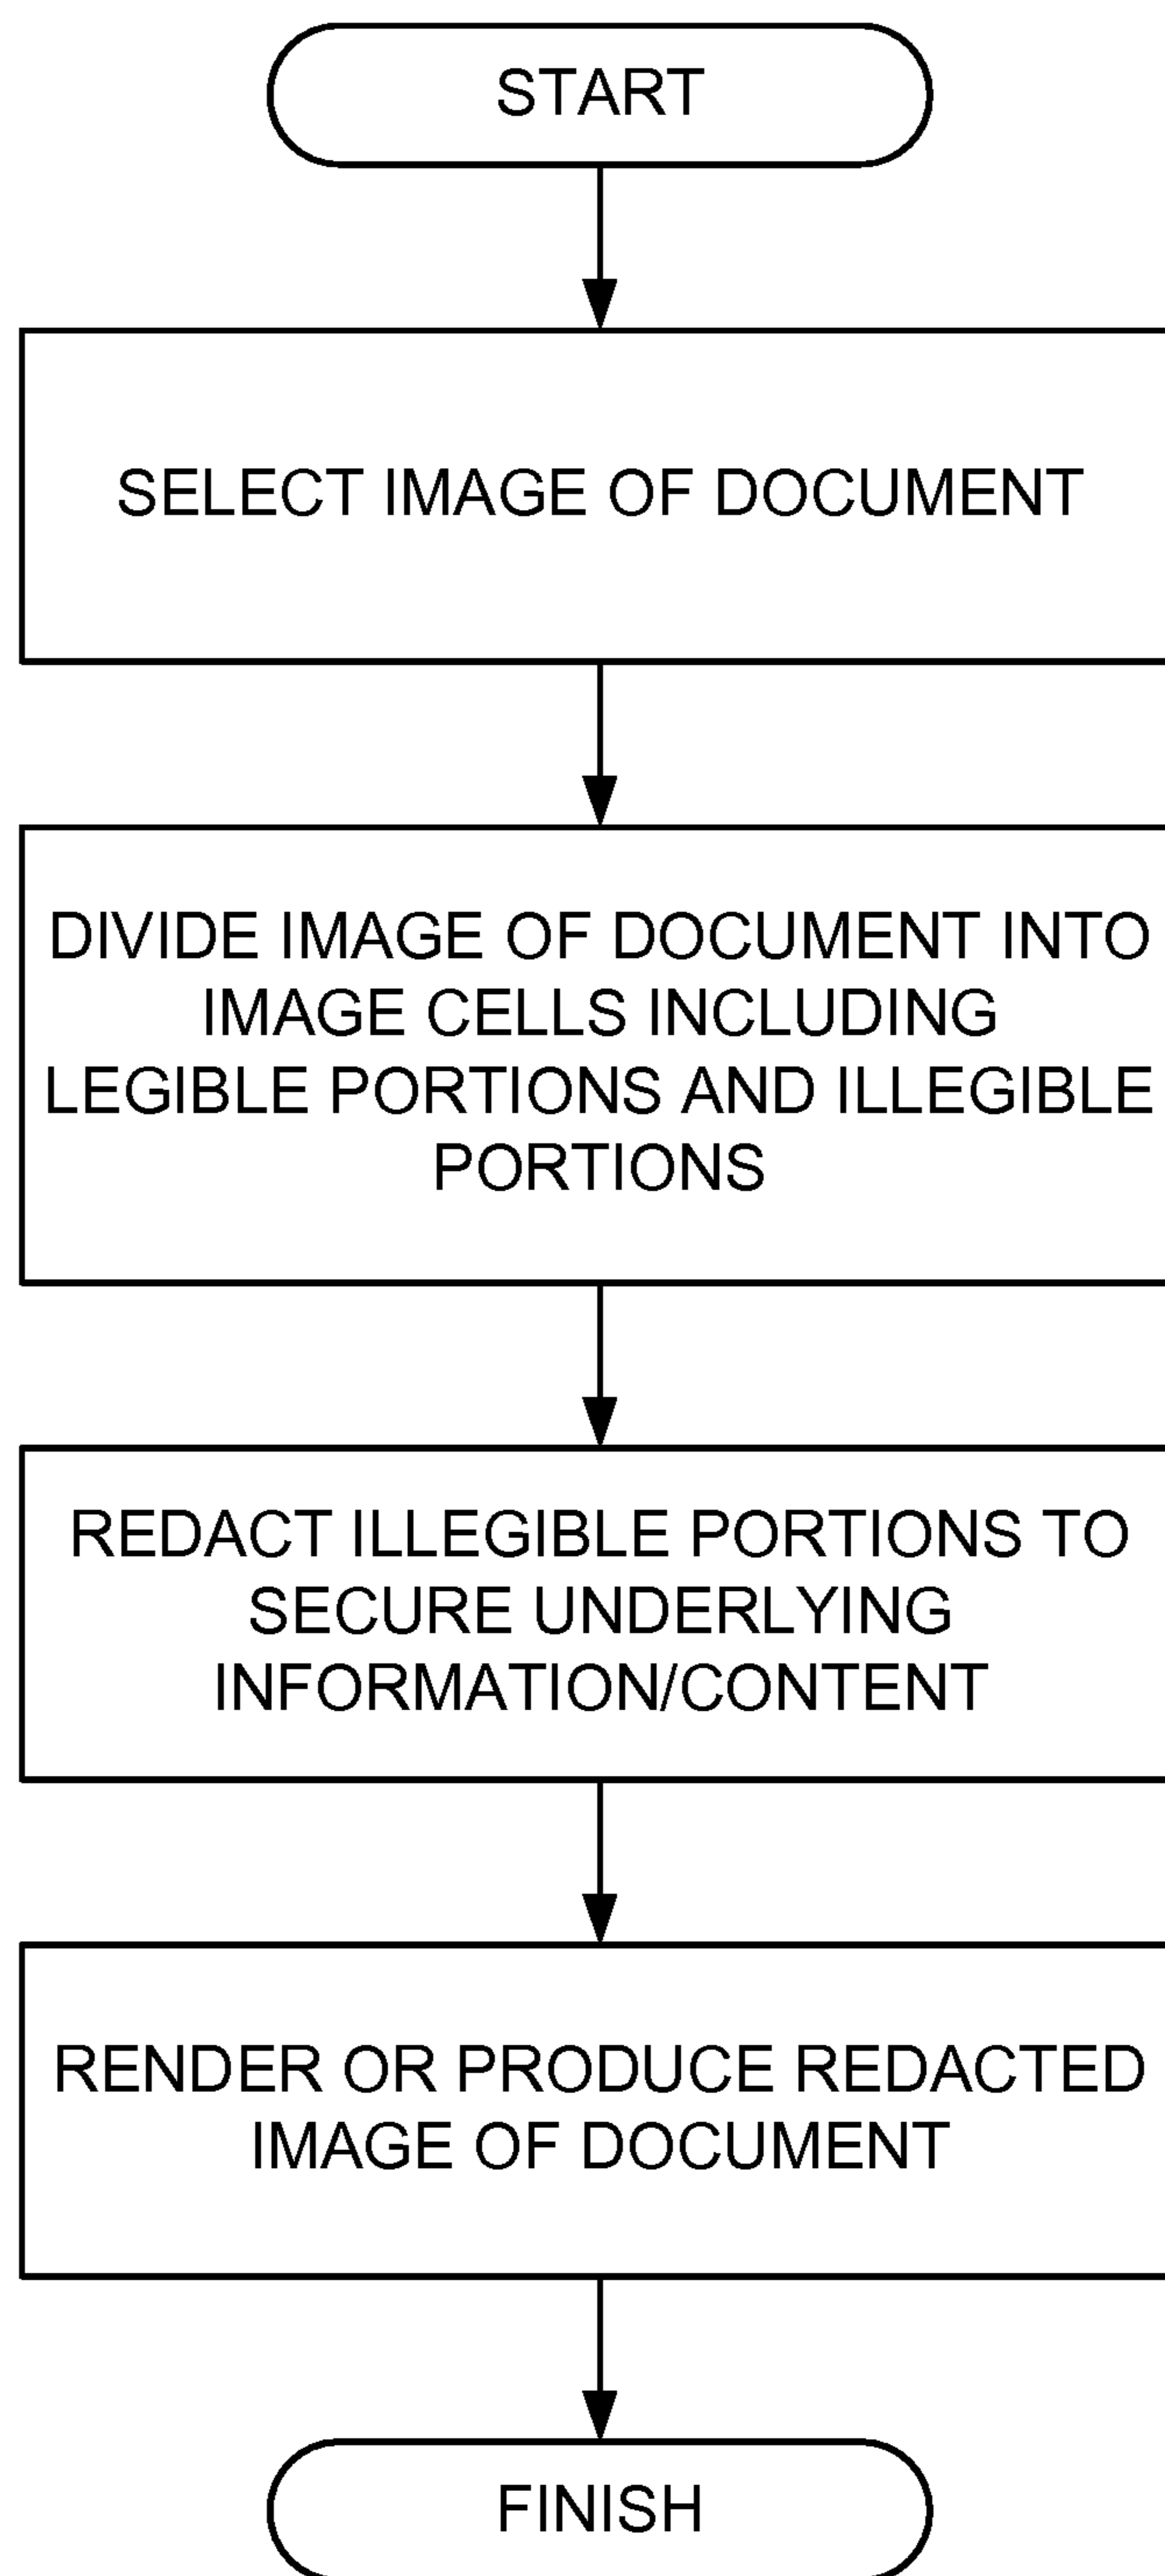 START
SELECT IMAGE OF DOCUMENT
DIVIDE IMAGE OF DOCUMENT INTO
IMAGE CELLS INCLUDING
LEGIBLE PORTIONS AND ILLEGIBLE
PORTIONS
REDACT ILLEGIBLE PORTIONS TO
SECURE UNDERLYING
INFORMATION/CONTENT
RENDER OR PRODUCE REDACTED
IMAGE OF DOCUMENT
FINISH